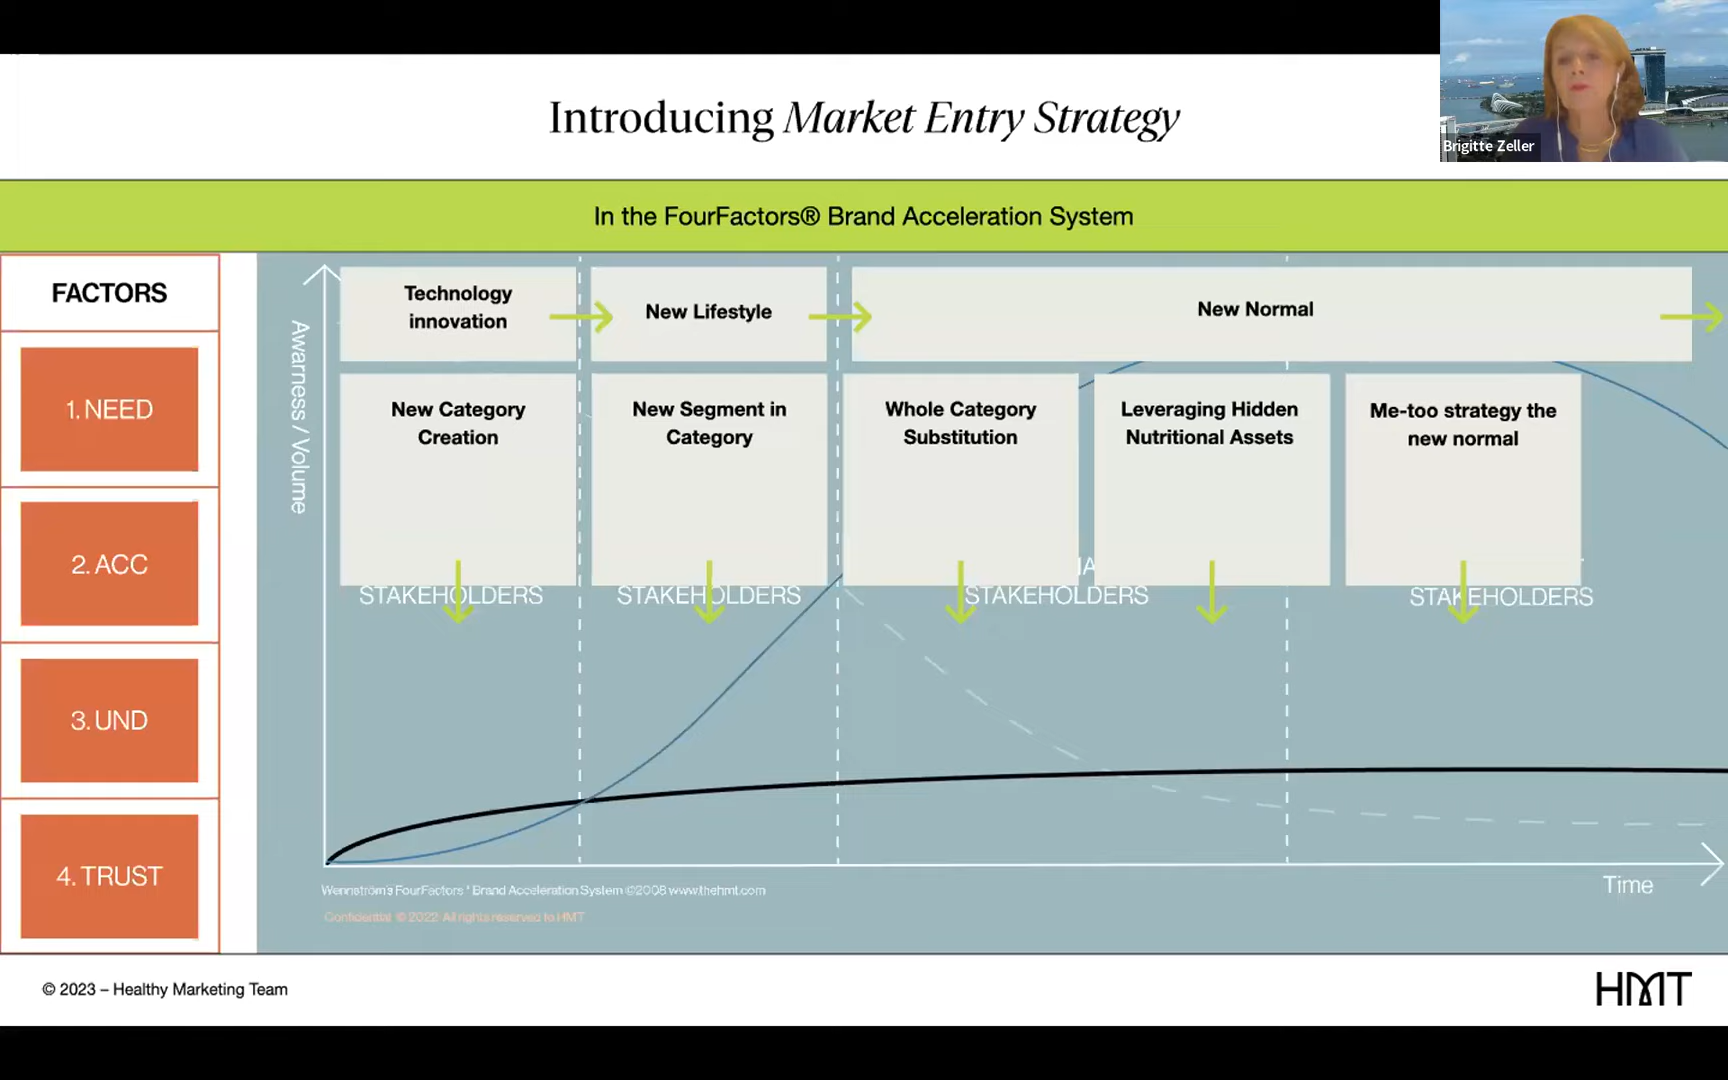 Introducing Market Entry Strategy
Brigitte Zeller
In the FourFactors® Brand Acceleration System
FACTORS
1. NEED
2. ACC
3. UND
4. TRUST
Awarness / Volume
Technology
innovation
New Lifestyle
New Normal
New Category
Creation
New Segment in
Category
Whole Category
Substitution
Leveraging Hidden
Nutritional Assets
Me-too strategy the
new normal
STAKEHOLDERS
STAKEHOLDERS
STAKEHOLDERS
STAKEHOLDERS
Time
Wennström's FourFactors ® Brand Acceleration System ©2008 www.thehmt.com
Confidential © 2022 All rights reserved to HMT
© 2023 – Healthy Marketing Team
HMT